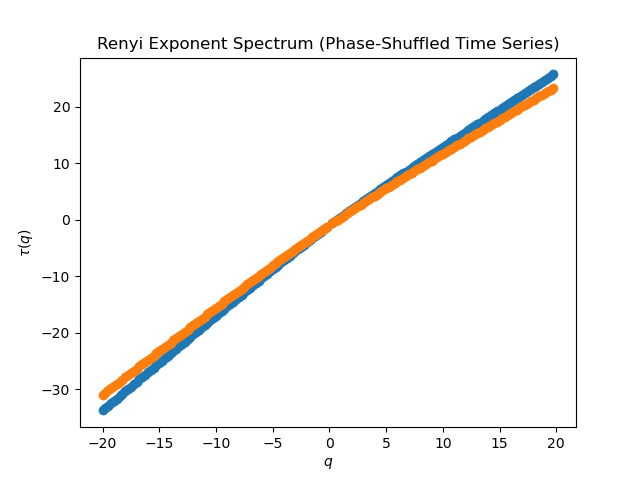 Renyi Exponent Spectrum (Phase-Shuffled Time Series)
20
10
0
−10
−20
−30
τ(q)
−20 −15 −10 −5 0 5 10 15 20
q